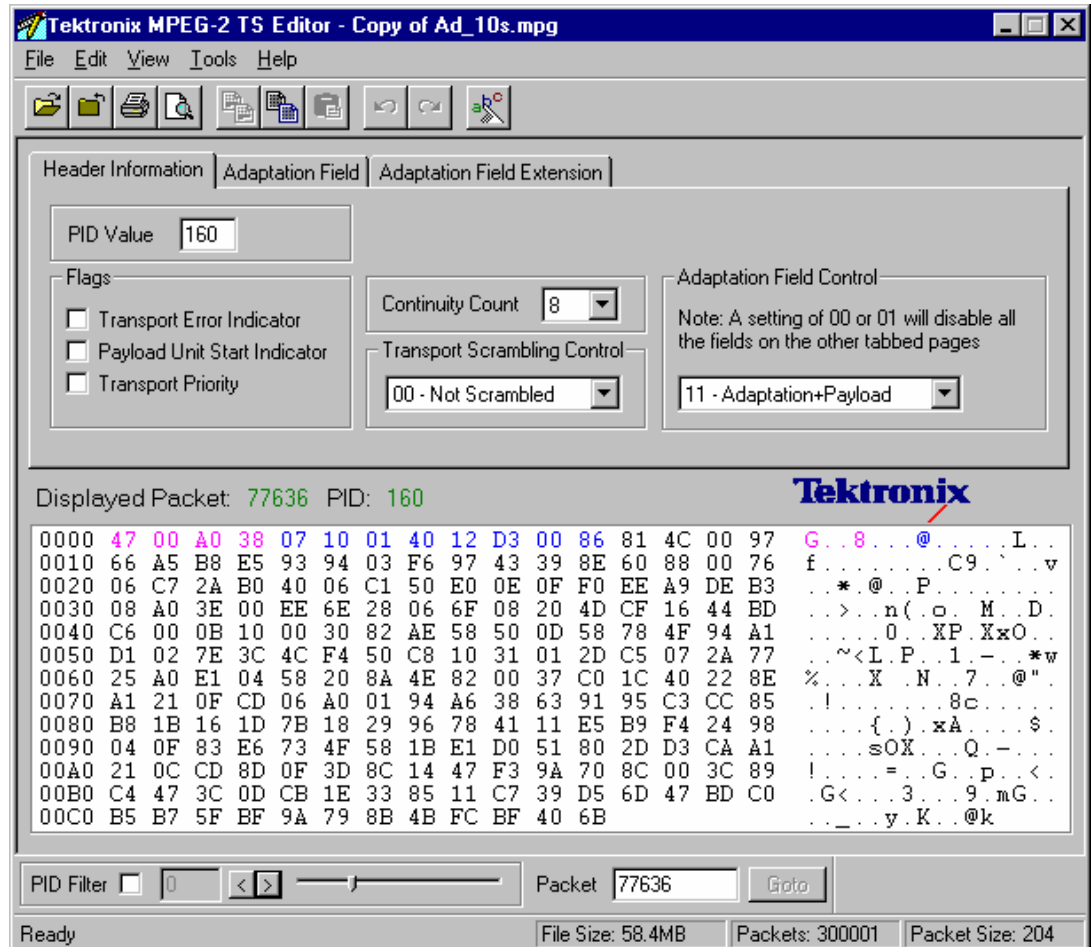 Tektronix MPEG-2 TS Editor - Copy of Ad_10s.mpg
File Edit View Tools Help
Header Information Adaptation Field Adaptation Field Extension
PID Value 160
Flags
Transport Error Indicator
Payload Unit Start Indicator
Transport Priority
Continuity Count 8
Transport Scrambling Control
00 - Not Scrambled
Adaptation Field Control
Note: A setting of 00 or 01 will disable all
the fields on the other tabbed pages
11 - Adaptation+Payload
Displayed Packet: 77636 PID: 160
Tektronix
0000 47 00 A0 38 07 10 01 40 12 D3 00 86 81 4C 00 97 G..8...@.....L..
0010 66 A5 B8 E5 93 94 03 F6 97 43 39 8E 60 88 00 76 f........C9.`..v
0020 06 C7 2A B0 40 06 C1 50 E0 0E 0F F0 EE A9 DE B3 ..*.@..P........
0030 08 A0 3E 00 EE 6E 28 06 6F 08 20 4D CF 16 44 BD ..>..n(.o. M..D.
0040 C6 00 0B 10 00 30 82 AE 58 50 0D 58 78 4F 94 A1 .....0..XP.XxO..
0050 D1 02 7E 3C 4C F4 50 C8 10 31 01 2D C5 07 2A 77 ..~<L.P..1.-..*w
0060 25 A0 E1 04 58 20 8A 4E 82 00 37 C0 1C 40 22 8E %...X .N..7..@".
0070 A1 21 0F CD 06 A0 01 94 A6 38 63 91 95 C3 CC 85 .!.......8c.....
0080 B8 1B 16 1D 7B 18 29 96 78 41 11 E5 B9 F4 24 98 ....{.).xA....$.
0090 04 0F 83 E6 73 4F 58 1B E1 D0 51 80 2D D3 CA A1 ....sOX...Q.-...
00A0 21 0C CD 8D 0F 3D 8C 14 47 F3 9A 70 8C 00 3C 89 !....=..G..p..<.
00B0 C4 47 3C 0D CB 1E 33 85 11 C7 39 D5 6D 47 BD C0 .G<...3...9.mG..
00C0 B5 B7 5F BF 9A 79 8B 4B FC BF 40 6B .._..y.K..@k
PID Filter 0 < > Packet 77636 Goto
Ready File Size: 58.4MB Packets: 300001 Packet Size: 204